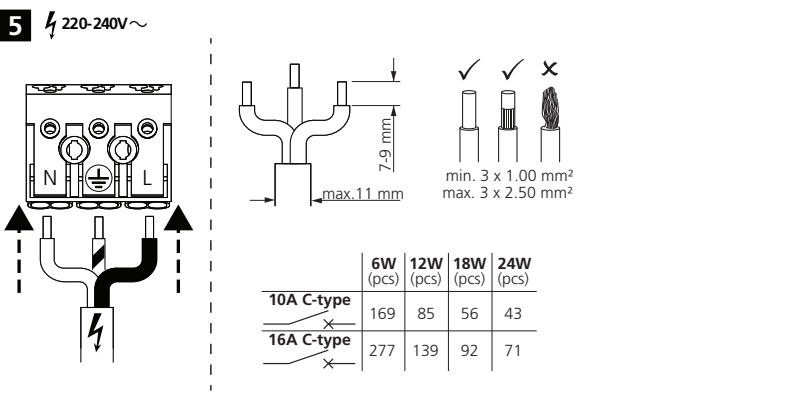 5 220-240V~
N L
7-9 mm
max.11 mm
min. 3 x 1.00 mm²
max. 3 x 2.50 mm²
6W 12W 18W 24W
(pcs) (pcs) (pcs) (pcs)
10A C-type
169 85 56 43
16A C-type
277 139 92 71